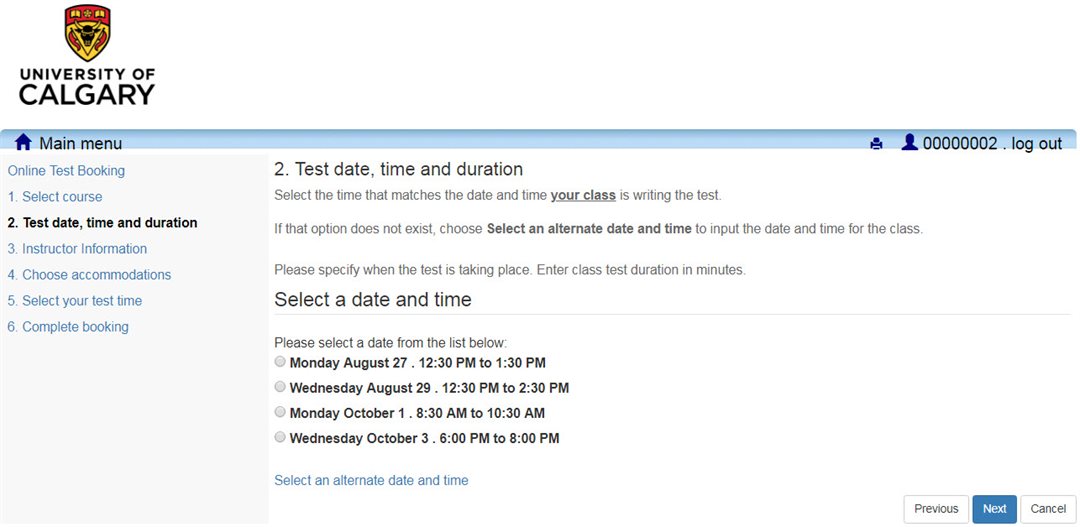 UNIVERSITY OF
CALGARY
Main menu
00000002 . log out
Online Test Booking
1. Select course
2. Test date, time and duration
3. Instructor Information
4. Choose accommodations
5. Select your test time
6. Complete booking
2. Test date, time and duration
Select the time that matches the date and time your class is writing the test.
If that option does not exist, choose Select an alternate date and time to input the date and time for the class.
Please specify when the test is taking place. Enter class test duration in minutes.
Select a date and time
Please select a date from the list below:
Monday August 27 . 12:30 PM to 1:30 PM
Wednesday August 29 . 12:30 PM to 2:30 PM
Monday October 1 . 8:30 AM to 10:30 AM
Wednesday October 3 . 6:00 PM to 8:00 PM
Select an alternate date and time
Previous
Next
Cancel